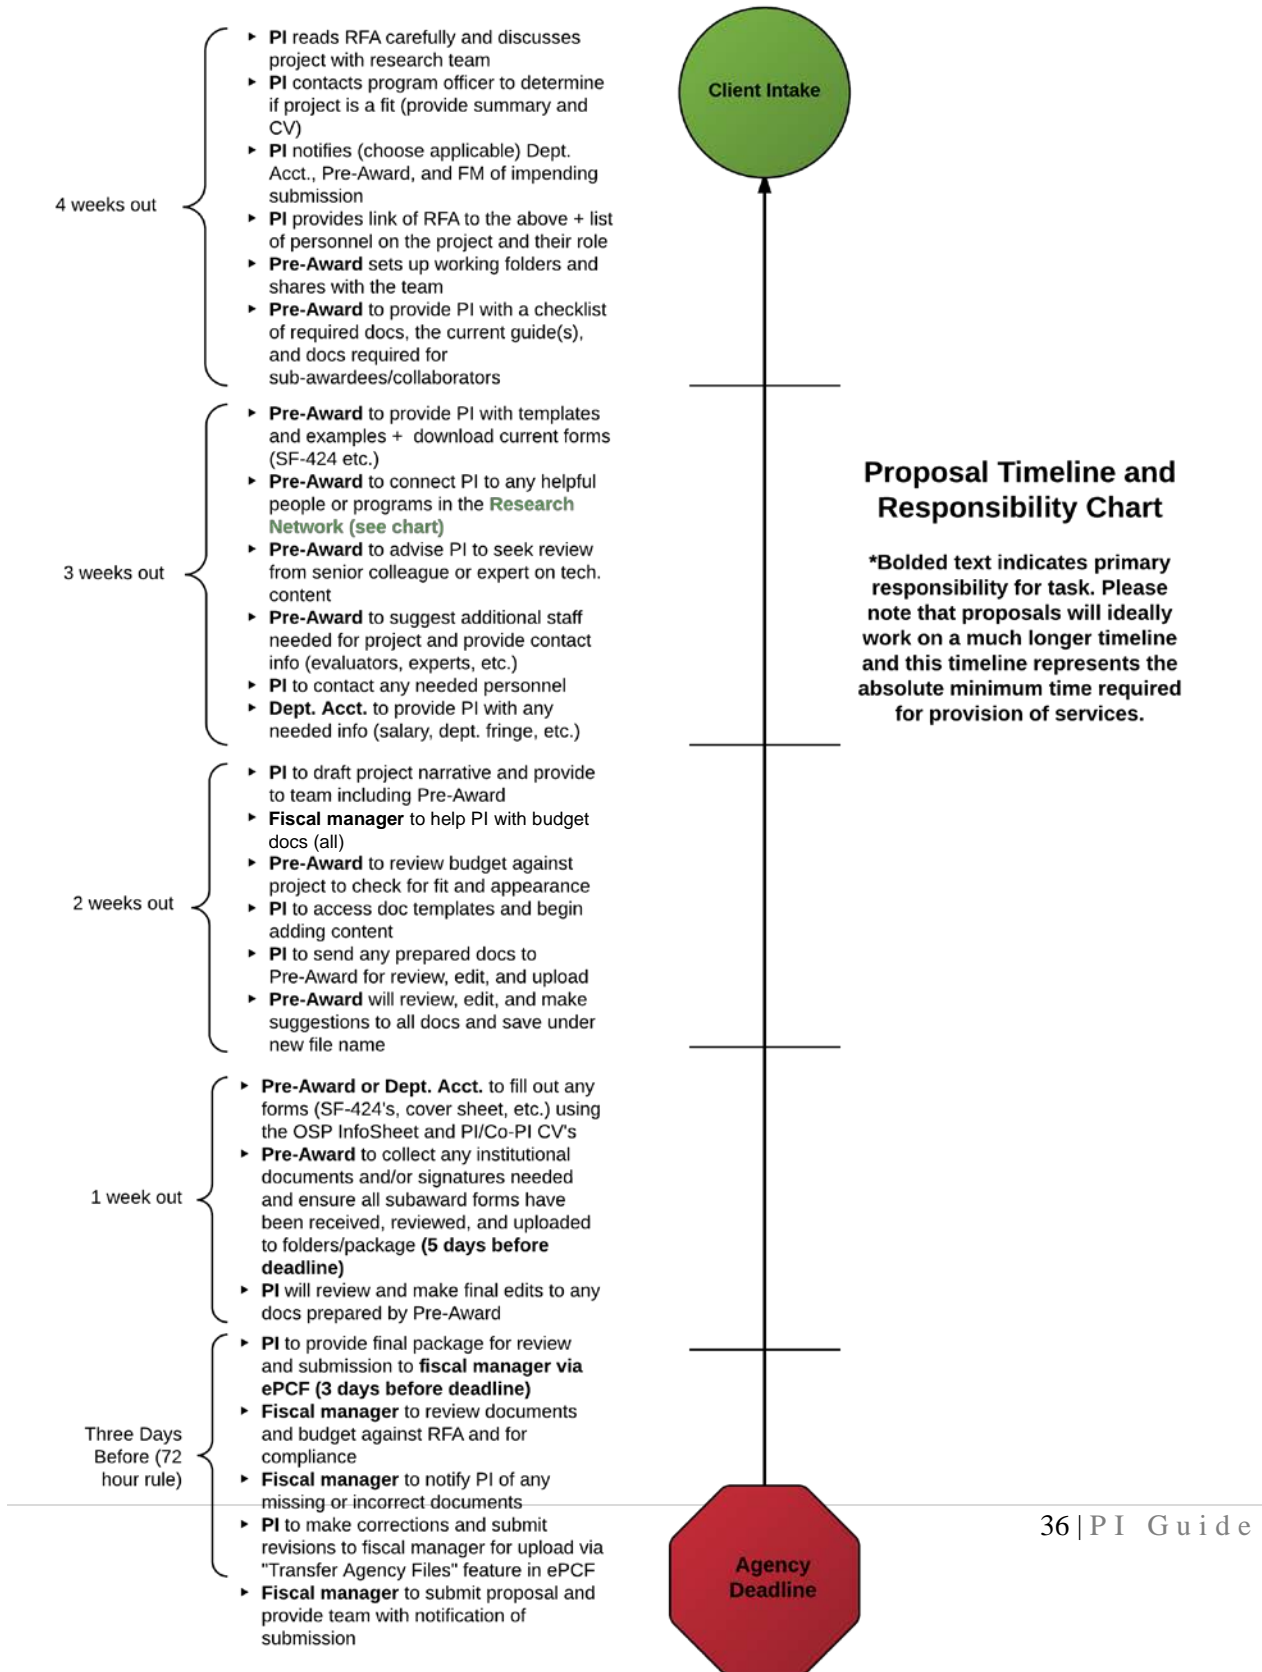 4 weeks out
► PI reads RFA carefully and discusses
project with research team
► PI contacts program officer to determine
if project is a fit (provide summary and
CV)
► PI notifies (choose applicable) Dept.
Acct., Pre-Award, and FM of impending
submission
► PI provides link of RFA to the above + list
of personnel on the project and their role
► Pre-Award sets up working folders and
shares with the team
► Pre-Award to provide PI with a checklist
of required docs, the current guide(s),
and docs required for
sub-awardees/collaborators
3 weeks out
► Pre-Award to provide PI with templates
and examples + download current forms
(SF-424 etc.)
► Pre-Award to connect PI to any helpful
people or programs in the Research
Network (see chart)
► Pre-Award to advise PI to seek review
from senior colleague or expert on tech.
content
► Pre-Award to suggest additional staff
needed for project and provide contact
info (evaluators, experts, etc.)
► PI to contact any needed personnel
► Dept. Acct. to provide PI with any
needed info (salary, dept. fringe, etc.)
2 weeks out
► PI to draft project narrative and provide
to team including Pre-Award
► Fiscal manager to help PI with budget
docs (all)
► Pre-Award to review budget against
project to check for fit and appearance
► PI to access doc templates and begin
adding content
► PI to send any prepared docs to
Pre-Award for review, edit, and upload
► Pre-Award will review, edit, and make
suggestions to all docs and save under
new file name
1 week out
► Pre-Award or Dept. Acct. to fill out any
forms (SF-424's, cover sheet, etc.) using
the OSP InfoSheet and PI/Co-PI CV's
► Pre-Award to collect any institutional
documents and/or signatures needed
and ensure all subaward forms have
been received, reviewed, and uploaded
to folders/package (5 days before
deadline)
► PI will review and make final edits to any
docs prepared by Pre-Award
Three Days
Before (72
hour rule)
► PI to provide final package for review
and submission to fiscal manager via
ePCF (3 days before deadline)
► Fiscal manager to review documents
and budget against RFA and for
compliance
► Fiscal manager to notify PI of any
missing or incorrect documents
► PI to make corrections and submit
revisions to fiscal manager for upload via
"Transfer Agency Files" feature in ePCF
► Fiscal manager to submit proposal and
provide team with notification of
submission
Client Intake
Agency
Deadline
Proposal Timeline and
Responsibility Chart
*Bolded text indicates primary
responsibility for task. Please
note that proposals will ideally
work on a much longer timeline
and this timeline represents the
absolute minimum time required
for provision of services.
36 | PI Guide